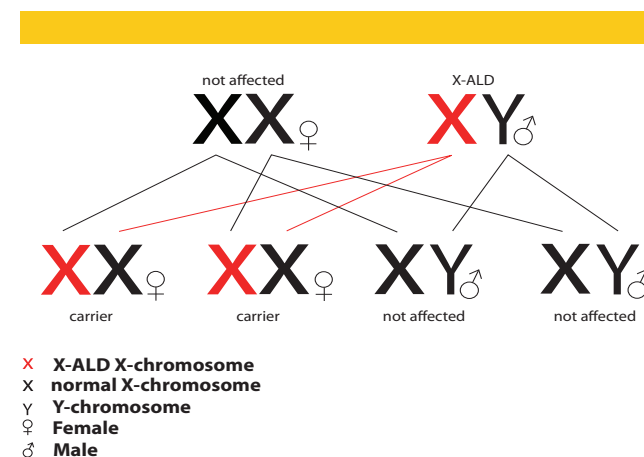 not affected X-ALD
XX♀ XY♂
XX♀ XX♀ XY♂ XY♂
carrier carrier not affected not affected
X X-ALD X-chromosome
X normal X-chromosome
Y Y-chromosome
♀ Female
♂ Male